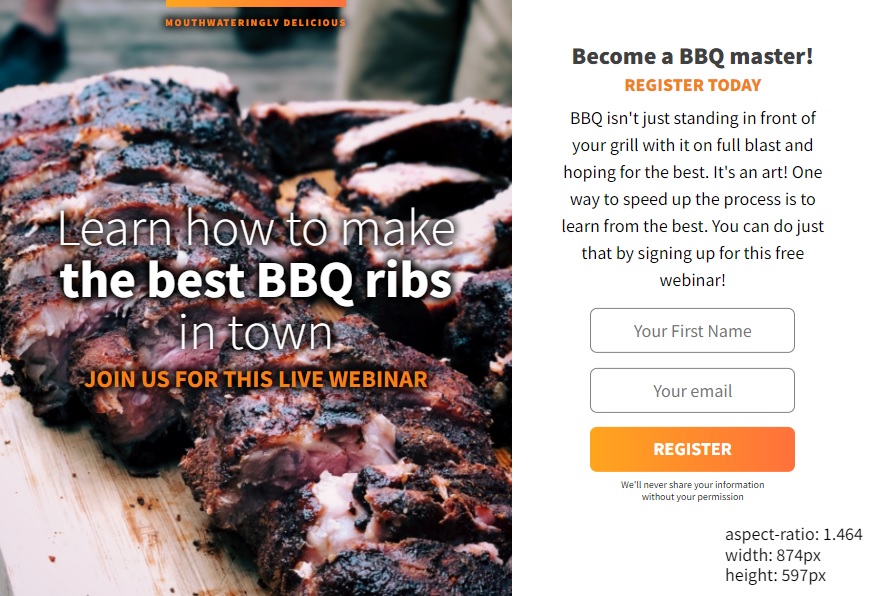 MOUTHWATERINGLY DELICIOUS
Learn how to make
the best BBQ ribs
in town
JOIN US FOR THIS LIVE WEBINAR
Become a BBQ master!
REGISTER TODAY
BBQ isn't just standing in front of
your grill with it on full blast and
hoping for the best. It's an art! One
way to speed up the process is to
learn from the best. You can do just
that by signing up for this free
webinar!
Your First Name
Your email
REGISTER
We'll never share your information
without your permission
aspect-ratio: 1.464
width: 874px
height: 597px